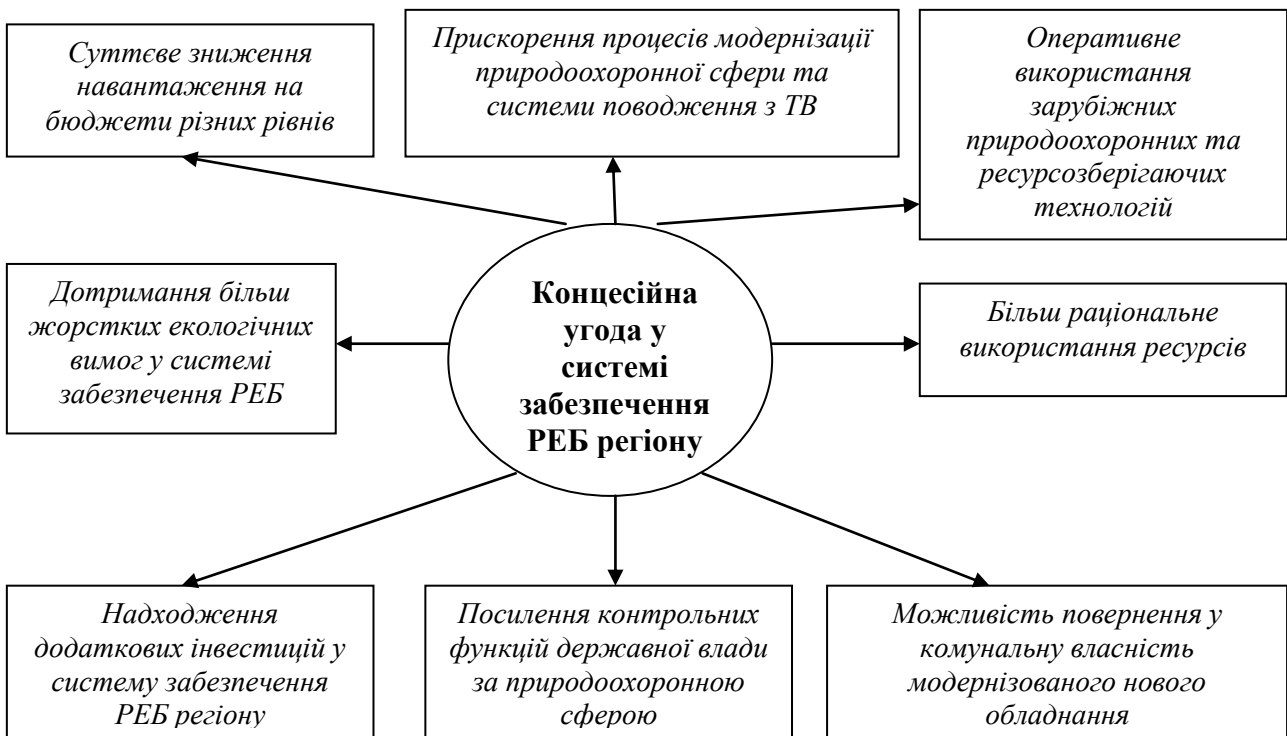 Суттєве зниження
навантаження на
бюджети різних рівнів
Прискорення процесів модернізації
природоохоронної сфери та
системи поводження з ТВ
Оперативне
використання
зарубіжних
природоохоронних та
ресурсозберігаючих
технологій
Дотримання більш
жорстких екологічних
вимог у системі
забезпечення РЕБ
Концесійна
угода у
системі
забезпечення
РЕБ регіону
Більш раціональне
використання ресурсів
Надходження
додаткових інвестицій у
систему забезпечення
РЕБ регіону
Посилення контрольних
функцій державної влади
за природоохоронною
сферою
Можливість повернення у
комунальну власність
модернізованого нового
обладнання